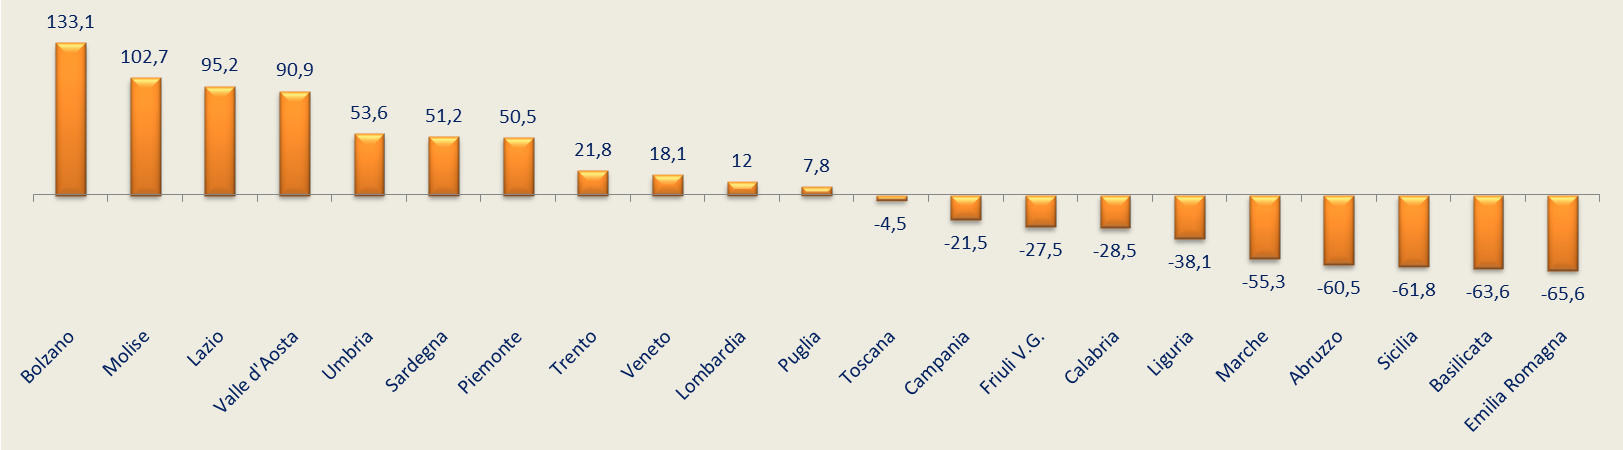 133,1
102,7
95,2
90,9
53,6
51,2
50,5
21,8
18,1
12
7,8
-4,5
-21,5
-27,5
-28,5
-38,1
-55,3
-60,5
-61,8
-63,6
-65,6
Bolzano
Molise
Lazio
Valle d'Aosta
Umbria
Sardegna
Piemonte
Trento
Veneto
Lombardia
Puglia
Toscana
Campania
Friuli V.G.
Calabria
Liguria
Marche
Abruzzo
Sicilia
Basilicata
Emilia Romagna